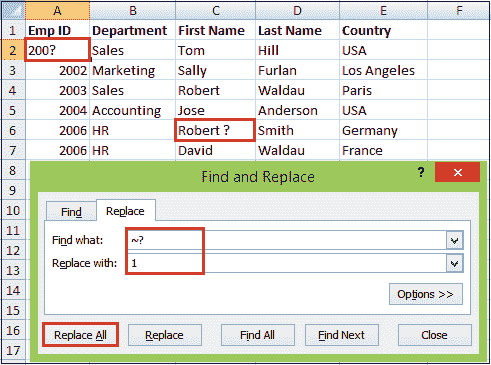 A B C D E F
1 Emp ID Department First Name Last Name Country
2 200? Sales Tom Hill USA
3 2002 Marketing Sally Furlan Los Angeles
4 2003 Sales Robert Waldau Paris
5 2004 Accounting Jose Anderson USA
6 2006 HR Robert ? Smith Germany
7 2006 HR David Waldau France
8
9 Find and Replace ?
10 Find Replace
11
12 Find what: ~?
13 Replace with: 1
14
15 Options >>
16 Replace All Replace Find All Find Next Close
17